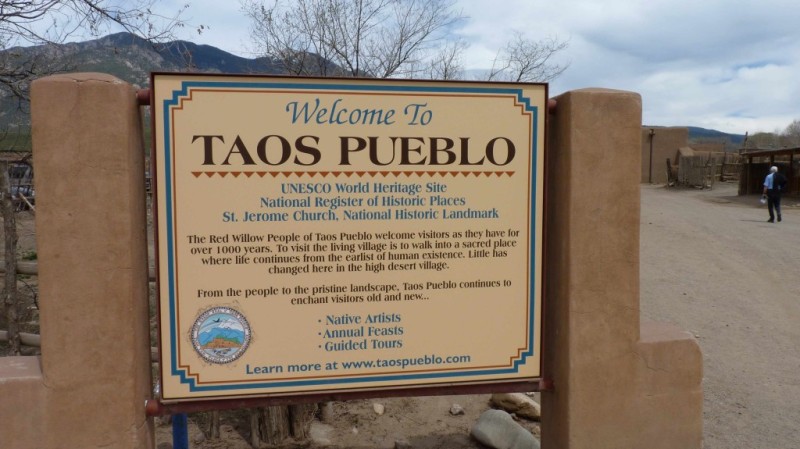 Welcome To
TAOS PUEBLO
UNESCO World Heritage Site
National Register of Historic Places
St. Jerome Church, National Historic Landmark
The Red Willow People of Taos Pueblo welcome visitors as they have for
over 1000 years. To visit the living village is to walk into a sacred place
where life continues from the earlist of human existence. Little has
changed here in the high desert village.
From the people to the pristine landscape, Taos Pueblo continues to
enchant visitors old and new...
· Native Artists
· Annual Feasts
· Guided Tours
Learn more at www.taospueblo.com